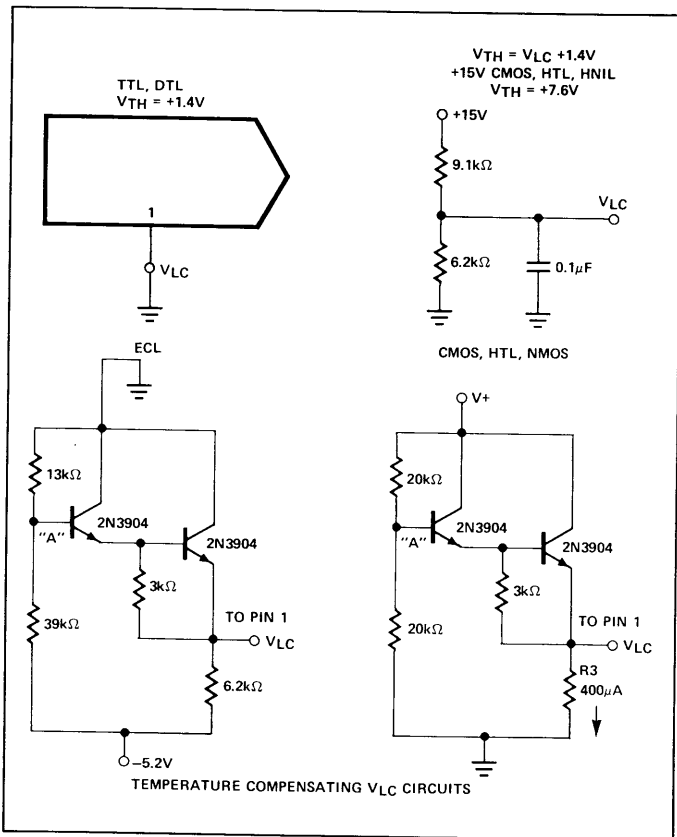 TTL, DTL
VTH = +1.4V
1
VLC
VTH = VLC +1.4V
+15V CMOS, HTL, HNIL
VTH = +7.6V
+15V
9.1kΩ
VLC
6.2kΩ
0.1μF
ECL
13kΩ
2N3904
"A"
2N3904
3kΩ
39kΩ
TO PIN 1
VLC
6.2kΩ
−5.2V
CMOS, HTL, NMOS
V+
20kΩ
2N3904
"A"
2N3904
3kΩ
20kΩ
TO PIN 1
VLC
R3
400μA
TEMPERATURE COMPENSATING VLC CIRCUITS